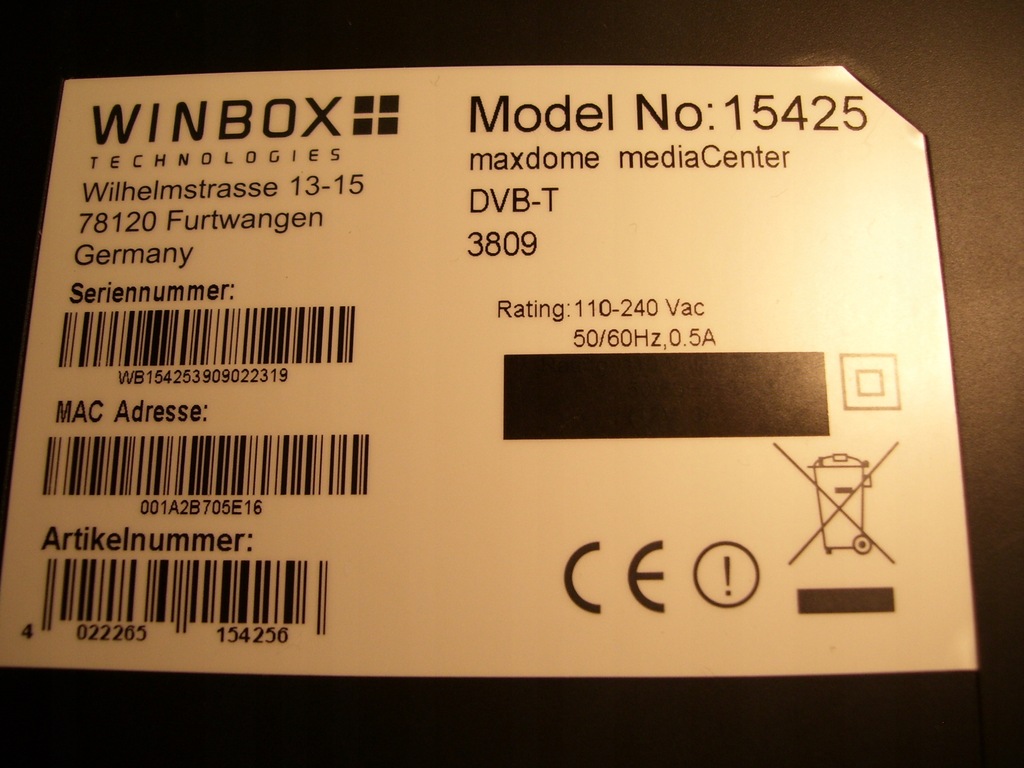 WINBOX
TECHNOLOGIES
Wilhelmstrasse 13-15
78120 Furtwangen
Germany
Seriennummer:
WB154253909022319
MAC Adresse:
001A2B705E16
Artikelnummer:
4 022265 154256
Model No:15425
maxdome mediaCenter
DVB-T
3809
Rating:110-240 Vac
50/60Hz,0.5A
CE
!